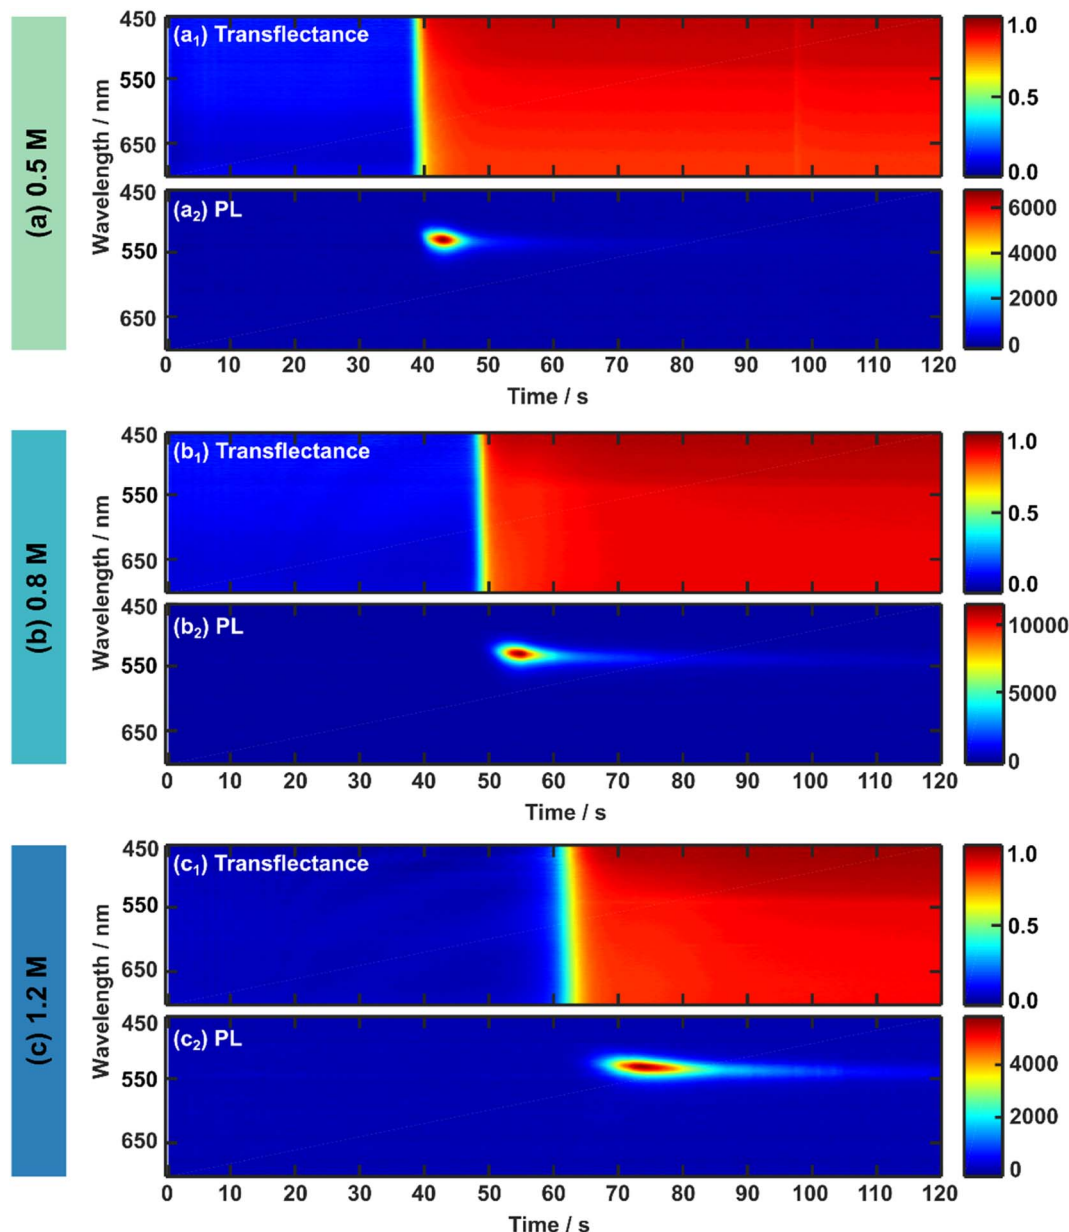 (a) 0.5 M
Wavelength / nm
(a₁) Transflectance
450
550
650
1.0
0.5
0.0
(a₂) PL
450
550
650
6000
4000
2000
0
0 10 20 30 40 50 60 70 80 90 100 110 120
Time / s
(b) 0.8 M
Wavelength / nm
(b₁) Transflectance
450
550
650
1.0
0.5
0.0
(b₂) PL
450
550
650
10000
5000
0
0 10 20 30 40 50 60 70 80 90 100 110 120
Time / s
(c) 1.2 M
Wavelength / nm
(c₁) Transflectance
450
550
650
1.0
0.5
0.0
(c₂) PL
450
550
650
4000
2000
0
0 10 20 30 40 50 60 70 80 90 100 110 120
Time / s